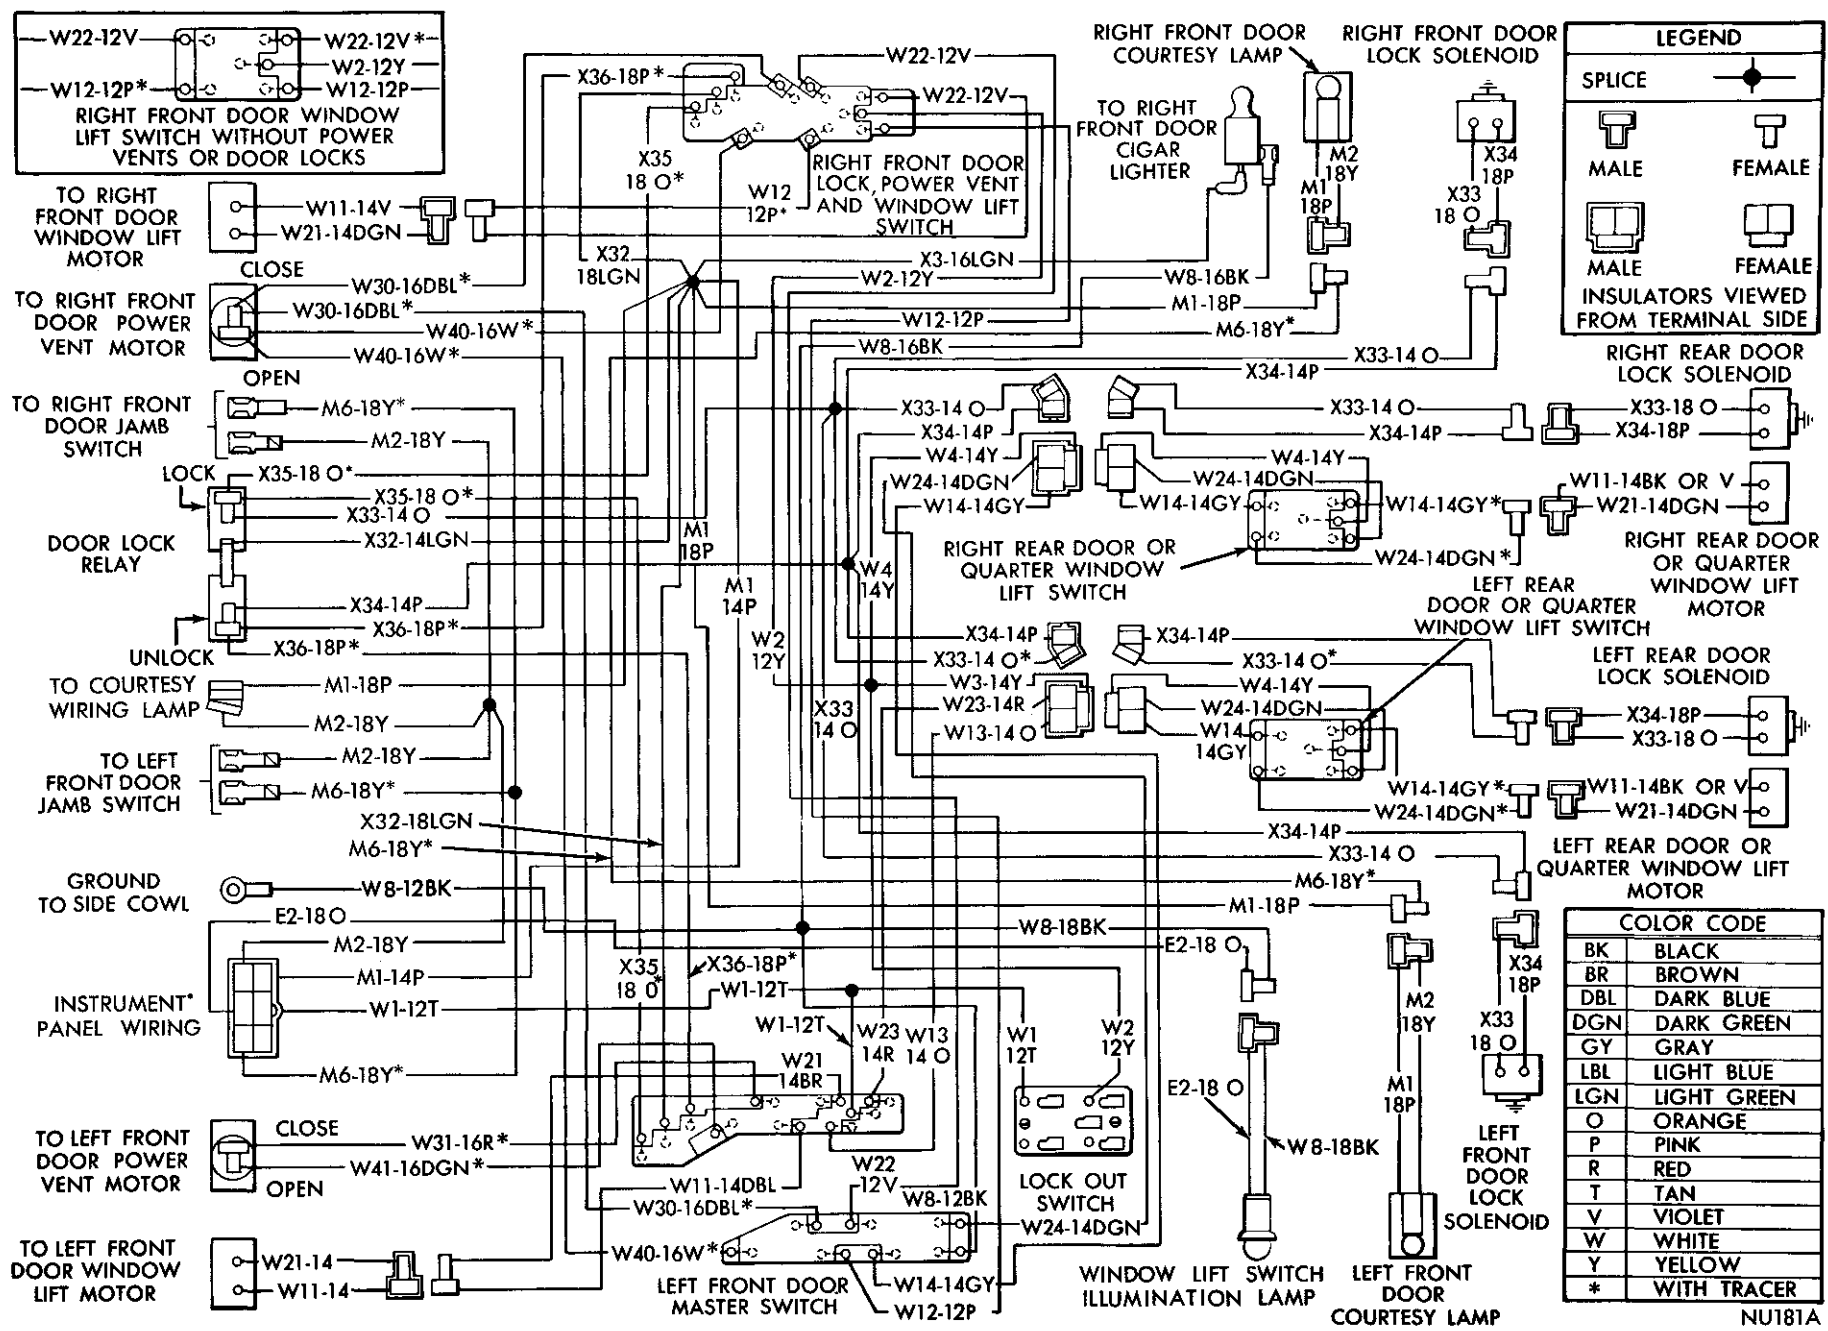 W22-12V
W22-12V*
W2-12Y
W12-12P*
W12-12P
RIGHT FRONT DOOR WINDOW
LIFT SWITCH WITHOUT POWER
VENTS OR DOOR LOCKS
TO RIGHT
FRONT DOOR
WINDOW LIFT
MOTOR
W11-14V
W21-14DGN
CLOSE
W30-16DBL*
W30-16DBL*
TO RIGHT FRONT
DOOR POWER
VENT MOTOR
W40-16W*
W40-16W*
OPEN
TO RIGHT FRONT
DOOR JAMB
SWITCH
M6-18Y*
M2-18Y
LOCK
X35-18 O*
X35-18 O*
X33-14 O
X32-14LGN
DOOR LOCK
RELAY
X34-14P
X36-18P*
X36-18P*
UNLOCK
TO COURTESY
WIRING LAMP
M1-18P
M2-18Y
TO LEFT
FRONT DOOR
JAMB SWITCH
M2-18Y
M6-18Y*
X32-18LGN
M6-18Y*
GROUND
TO SIDE COWL
W8-12BK
E2-18 O
M2-18Y
M1-14P
INSTRUMENT*
PANEL WIRING
W1-12T
M6-18Y*
TO LEFT FRONT
DOOR POWER
VENT MOTOR
CLOSE
W31-16R*
W41-16DGN*
OPEN
TO LEFT FRONT
DOOR WINDOW
LIFT MOTOR
W21-14
W11-14
X36-18P*
W22-12V
W22-12V
X35
18 O*
W12
12P*
RIGHT FRONT DOOR
LOCK, POWER VENT
AND WINDOW LIFT
SWITCH
X32
18LGN
X3-16LGN
W2-12Y
W8-16BK
M1-18P
W12-12P
M6-18Y*
W8-16BK
X33-14 O
X34-14P
RIGHT FRONT DOOR
COURTESY LAMP
TO RIGHT
FRONT DOOR
CIGAR
LIGHTER
M2
18Y
M1
18P
RIGHT FRONT DOOR
LOCK SOLENOID
X34
18P
X33
18 O
LEGEND
SPLICE
MALE
FEMALE
MALE
FEMALE
INSULATORS VIEWED
FROM TERMINAL SIDE
X33-14 O
X34-14P
W4-14Y
W24-14DGN
W14-14GY
X33-14 O
X34-14P
W4-14Y
W24-14DGN
W14-14GY
W14-14GY*
W24-14DGN*
RIGHT REAR DOOR
LOCK SOLENOID
X33-18 O
X34-18P
W11-14BK OR V
W21-14DGN
RIGHT REAR DOOR
OR QUARTER
WINDOW LIFT
MOTOR
RIGHT REAR DOOR OR
QUARTER WINDOW
LIFT SWITCH
LEFT REAR
DOOR OR QUARTER
WINDOW LIFT SWITCH
M1
18P
M1
14P
W4
14Y
W2
12Y
X33
14 O
X34-14P
X33-14 O*
W3-14Y
W23-14R
W13-14 O
X34-14P
X33-14 O*
W4-14Y
W24-14DGN
W14
14GY
W14-14GY*
W24-14DGN*
LEFT REAR DOOR
LOCK SOLENOID
X34-18P
X33-18 O
W11-14BK OR V
W21-14DGN
LEFT REAR DOOR OR
QUARTER WINDOW LIFT
MOTOR
X34-14P
X33-14 O
M6-18Y*
M1-18P
W8-18BK
E2-18 O
X35
18 O*
X36-18P*
W1-12T
W1-12T
W23
14R
W13
14 O
W21
14BR
W1
12T
W2
12Y
LOCK OUT
SWITCH
W11-14DBL
W30-16DBL*
W22
12V
W8-12BK
W24-14DGN
W40-16W*
W14-14GY
W12-12P
LEFT FRONT DOOR
MASTER SWITCH
E2-18 O
W8-18BK
WINDOW LIFT SWITCH
ILLUMINATION LAMP
M2
18Y
M1
18P
LEFT FRONT
DOOR
COURTESY LAMP
X34
18P
X33
18 O
LEFT
FRONT
DOOR
LOCK
SOLENOID
COLOR CODE
BK BLACK
BR BROWN
DBL DARK BLUE
DGN DARK GREEN
GY GRAY
LBL LIGHT BLUE
LGN LIGHT GREEN
O ORANGE
P PINK
R RED
T TAN
V VIOLET
W WHITE
Y YELLOW
* WITH TRACER
NU181A